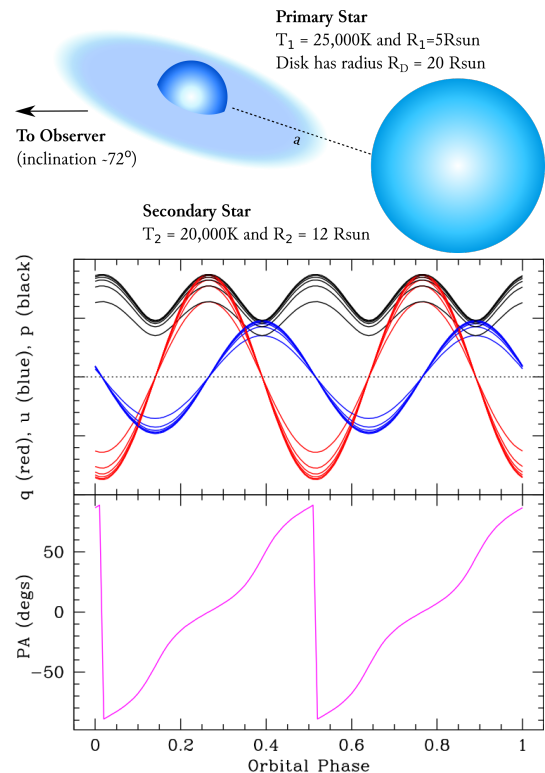 Primary Star
T₁ = 25,000K and R₁=5Rsun
Disk has radius R_D = 20 Rsun
a
To Observer
(inclination -72°)
Secondary Star
T₂ = 20,000K and R₂ = 12 Rsun
q (red), u (blue), p (black)
PA (degs)
50
0
−50
0
0.2
0.4
0.6
0.8
1
Orbital Phase